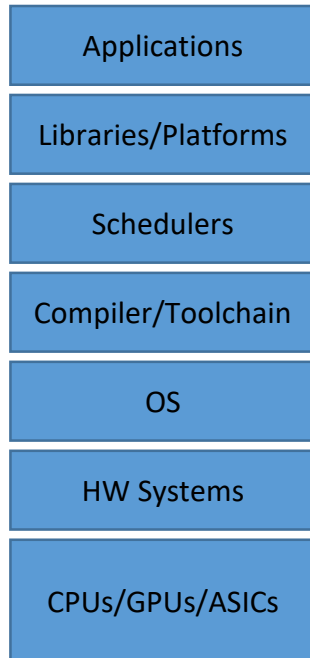 Applications
Libraries/Platforms
Schedulers
Compiler/Toolchain
OS
HW Systems
CPUs/GPUs/ASICs